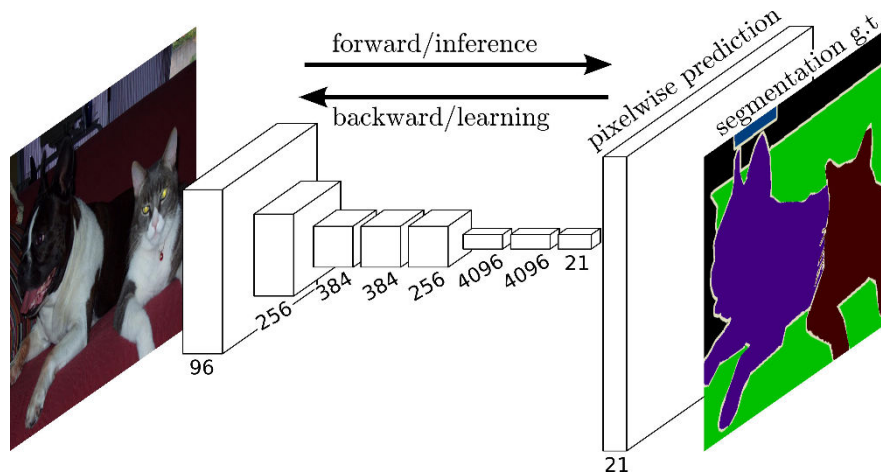 forward/inference
backward/learning
pixelwise prediction
segmentation g.t
96
256
384
384
256
4096
4096
21
21